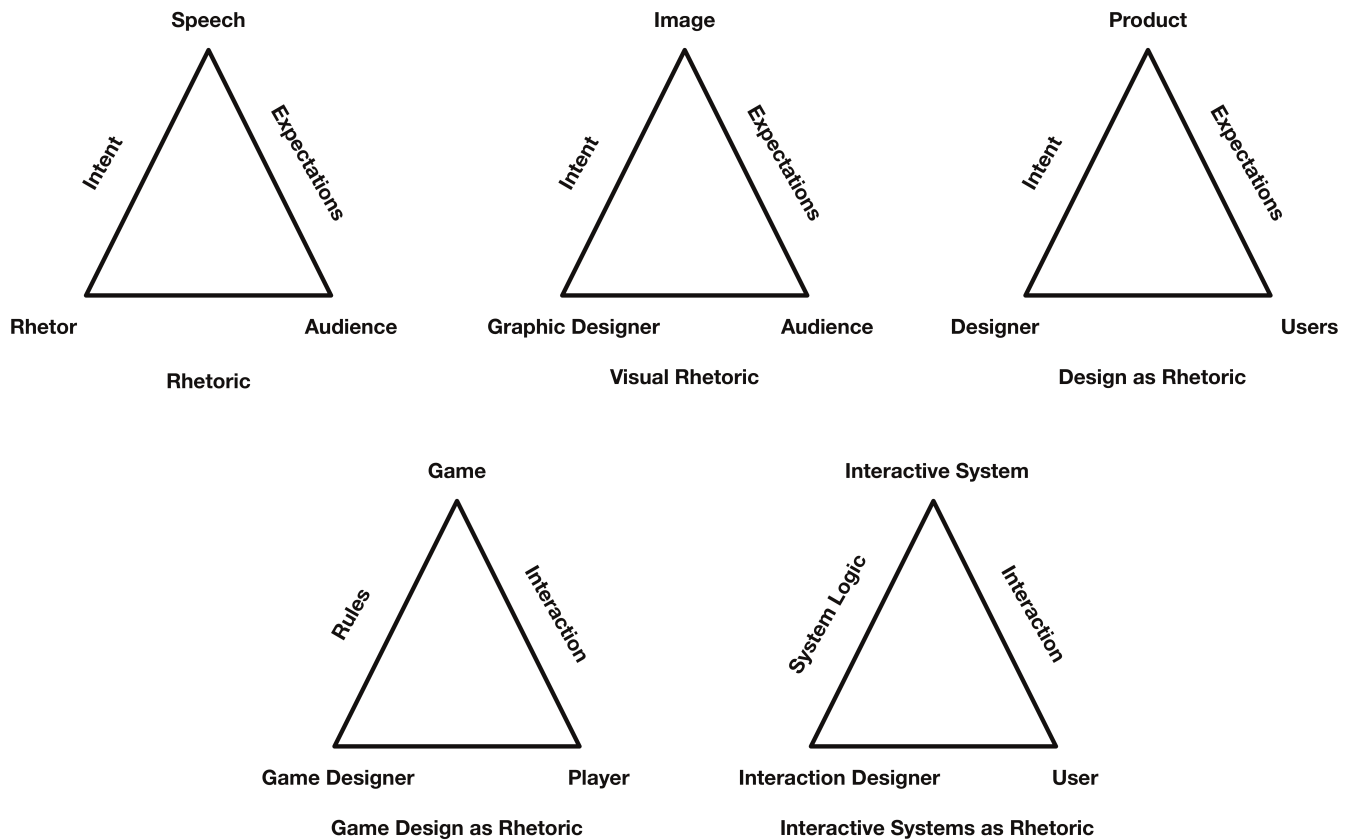 Speech
Intent
Expectations
Rhetor
Audience
Rhetoric
Image
Intent
Expectations
Graphic Designer
Audience
Visual Rhetoric
Product
Intent
Expectations
Designer
Users
Design as Rhetoric
Game
Rules
Interaction
Game Designer
Player
Game Design as Rhetoric
Interactive System
System Logic
Interaction
Interaction Designer
User
Interactive Systems as Rhetoric